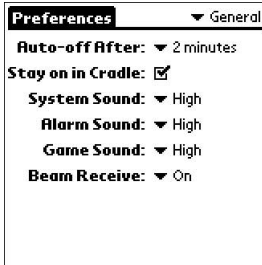 Preferences General
Auto-off After: 2 minutes
Stay on in Cradle:
System Sound: High
Alarm Sound: High
Game Sound: High
Beam Receive: On